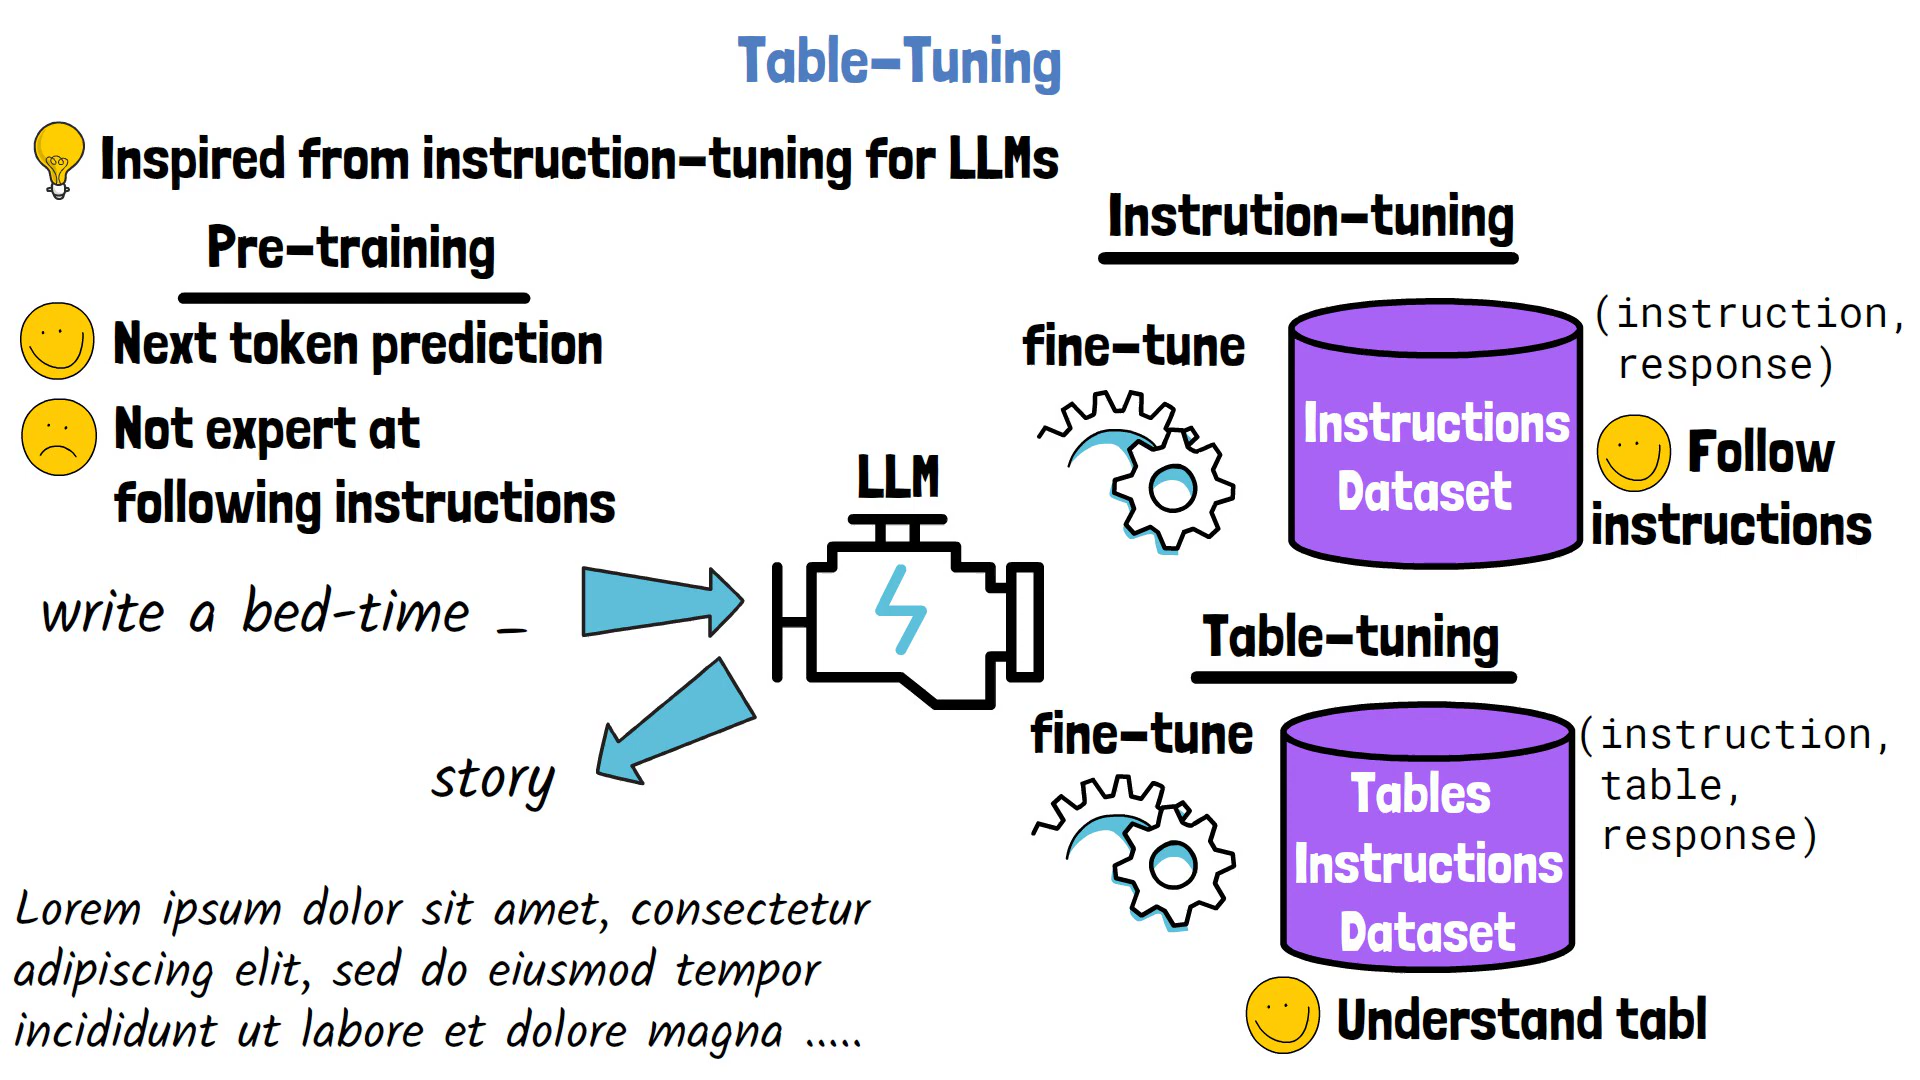 Table-Tuning
Inspired from instruction-tuning for LLMs
Pre-training
Next token prediction
Not expert at
following instructions
write a bed-time _
story
Lorem ipsum dolor sit amet, consectetur
adipiscing elit, sed do eiusmod tempor
incididunt ut labore et dolore magna .....
LLM
Instrution-tuning
fine-tune
Instructions
Dataset
(instruction,
response)
Follow
instructions
Table-tuning
fine-tune
Tables
Instructions
Dataset
(instruction,
table,
response)
Understand tabl